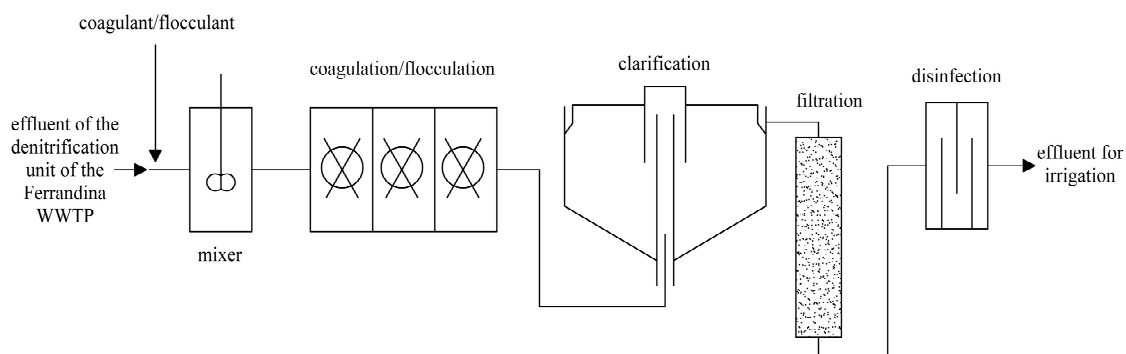 coagulant/flocculant
effluent of the
denitrification
unit of the
Ferrandina
WWTP
mixer
coagulation/flocculation
clarification
filtration
disinfection
effluent for
irrigation